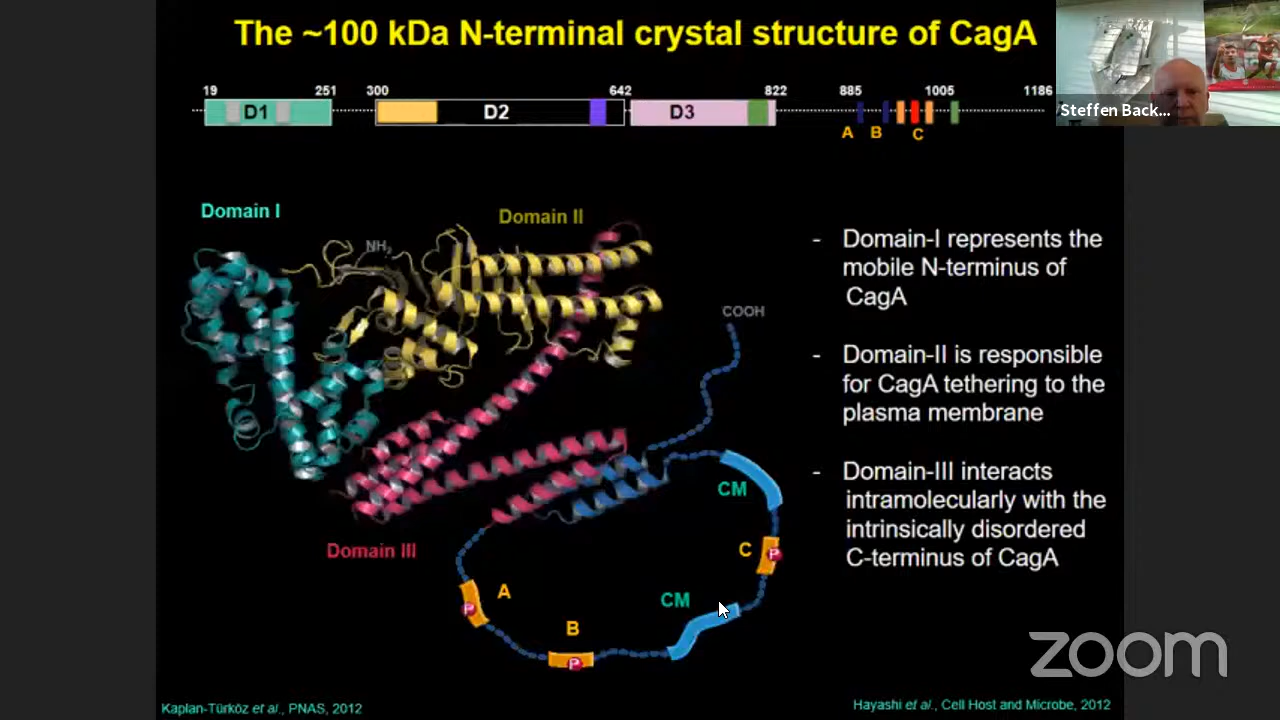 The ~100 kDa N-terminal crystal structure of CagA
Steffen Back...
19 251 300 642 822 885 1005 1186
D1 D2 D3
A B C
Domain I
Domain II
NH2
COOH
Domain III
CM
C
P
A
P
B
P
CM
- Domain-I represents the
mobile N-terminus of
CagA
- Domain-II is responsible
for CagA tethering to the
plasma membrane
- Domain-III interacts
intramolecularly with the
intrinsically disordered
C-terminus of CagA
zoom
Kaplan-Türköz et al., PNAS, 2012
Hayashi et al., Cell Host and Microbe, 2012